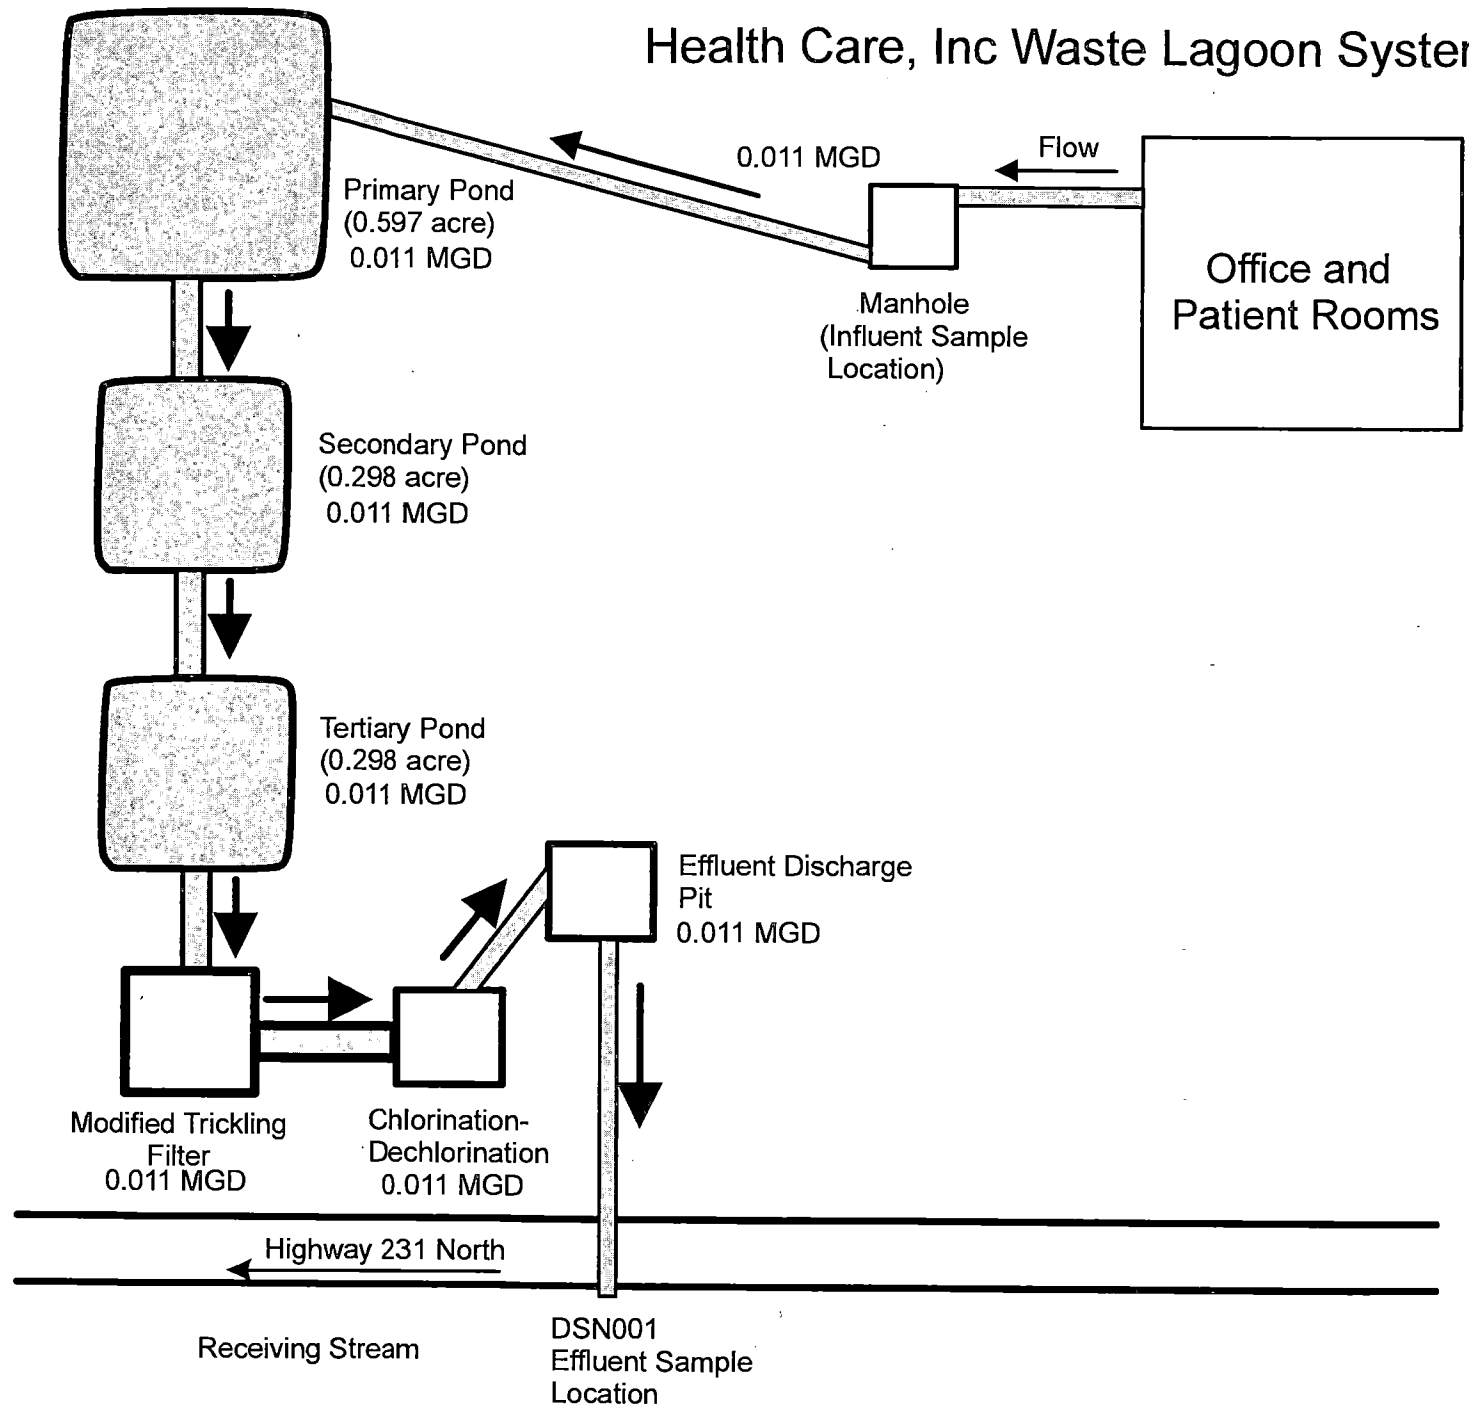 Health Care, Inc Waste Lagoon System
0.011 MGD
Flow
Office and
Patient Rooms
Manhole
(Influent Sample
Location)
Primary Pond
(0.597 acre)
0.011 MGD
Secondary Pond
(0.298 acre)
0.011 MGD
Tertiary Pond
(0.298 acre)
0.011 MGD
Effluent Discharge
Pit
0.011 MGD
Modified Trickling
Filter
0.011 MGD
Chlorination-
Dechlorination
0.011 MGD
Highway 231 North
Receiving Stream
DSN001
Effluent Sample
Location